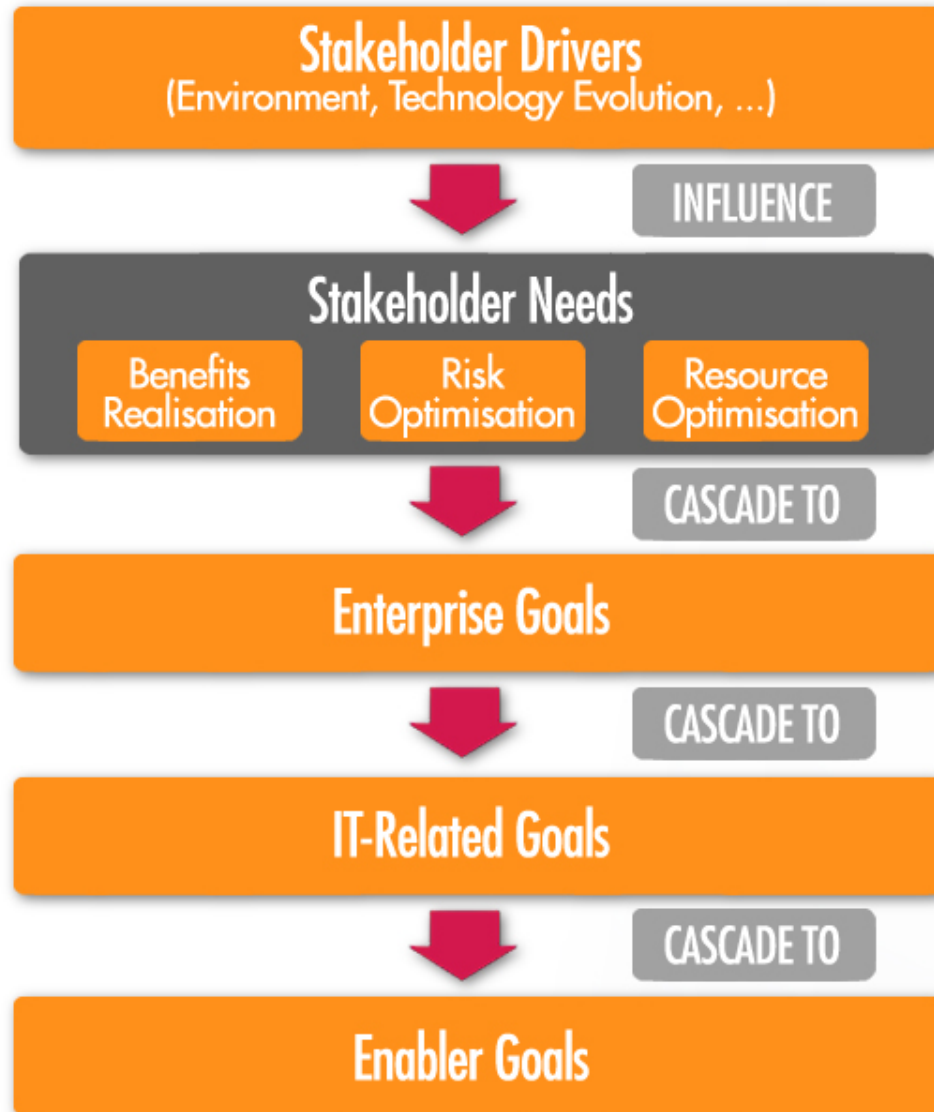 Stakeholder Drivers
(Environment, Technology Evolution, ...)
INFLUENCE
Stakeholder Needs
Benefits
Realisation
Risk
Optimisation
Resource
Optimisation
CASCADE TO
Enterprise Goals
CASCADE TO
IT-Related Goals
CASCADE TO
Enabler Goals